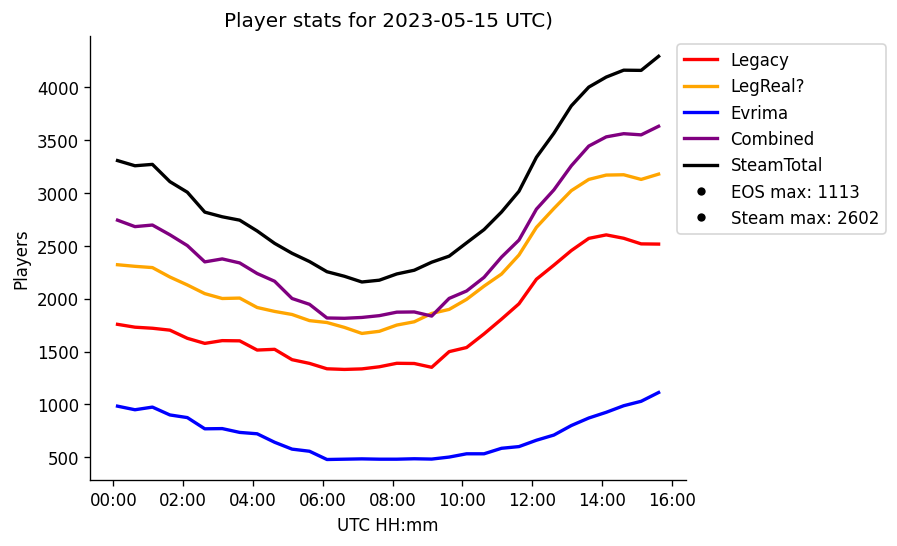 Player stats for 2023-05-15 UTC)
Players
4000
3500
3000
2500
2000
1500
1000
500
00:00 02:00 04:00 06:00 08:00 10:00 12:00 14:00 16:00
UTC HH:mm
Legacy
LegReal?
Evrima
Combined
SteamTotal
EOS max: 1113
Steam max: 2602